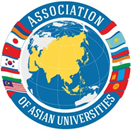 ASSOCIATION
OF ASIAN UNIVERSITIES